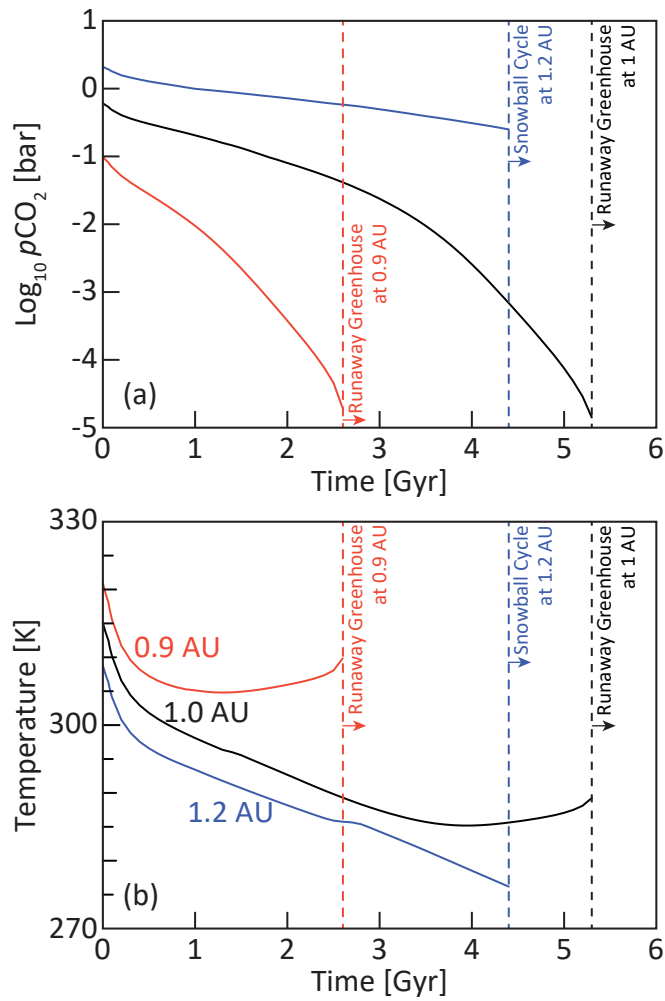 1
0
-1
-2
-3
-4
-5
Log10 pCO2 [bar]
(a)
Runaway Greenhouse
at 0.9 AU
Snowball Cycle
at 1.2 AU
Runaway Greenhouse
at 1 AU
0 1 2 3 4 5 6
Time [Gyr]
330
300
270
Temperature [K]
0.9 AU
1.0 AU
1.2 AU
(b)
Runaway Greenhouse
at 0.9 AU
Snowball Cycle
at 1.2 AU
Runaway Greenhouse
at 1 AU
0 1 2 3 4 5 6
Time [Gyr]